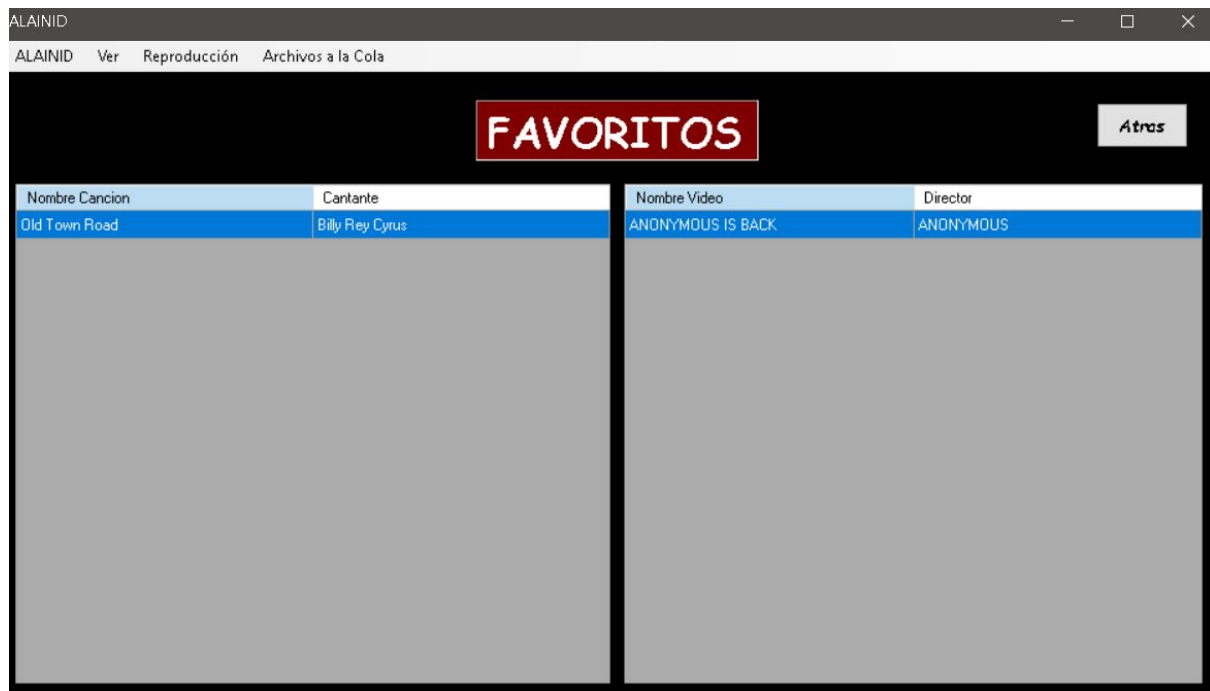 ALAINID
ALAINID Ver Reproducción Archivos a la Cola
FAVORITOS
Atras
Nombre Cancion Cantante
Old Town Road Billy Rey Cyrus
Nombre Video Director
ANONYMOUS IS BACK ANONYMOUS